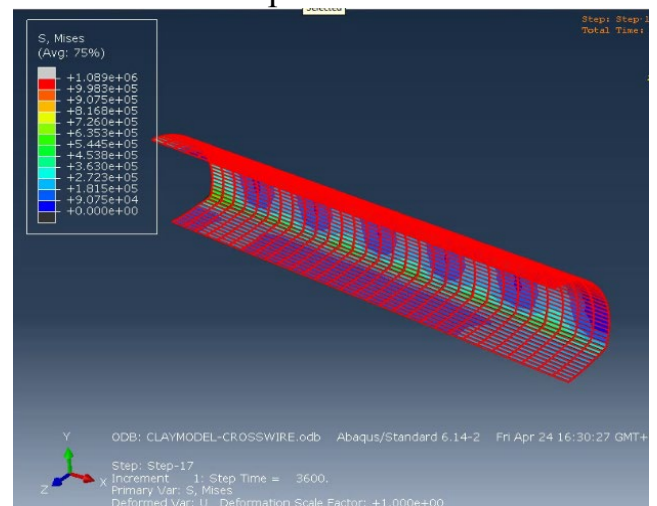 Selected
Step: Step-1
Total Time:
S, Mises
(Avg: 75%)
+1.089e+06
+9.983e+05
+9.075e+05
+8.168e+05
+7.260e+05
+6.353e+05
+5.445e+05
+4.538e+05
+3.630e+05
+2.723e+05
+1.815e+05
+9.075e+04
+0.000e+00
ODB: CLAYMODEL-CROSSWIRE.odb Abaqus/Standard 6.14-2 Fri Apr 24 16:30:27 GMT+
Y
Z
X
Step: Step-17
Increment 1: Step Time = 3600.
Primary Var: S, Mises
Deformed Var: U Deformation Scale Factor: +1.000e+00